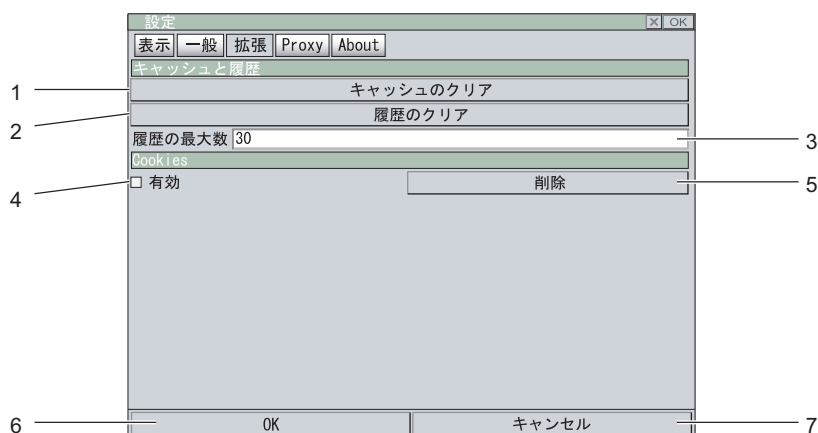 設定 × OK
表示 一般 拡張 Proxy About
キャッシュと履歴
1 キャッシュのクリア
2 履歴のクリア
履歴の最大数 30 3
Cookies
4 有効 削除 5
6 OK キャンセル 7